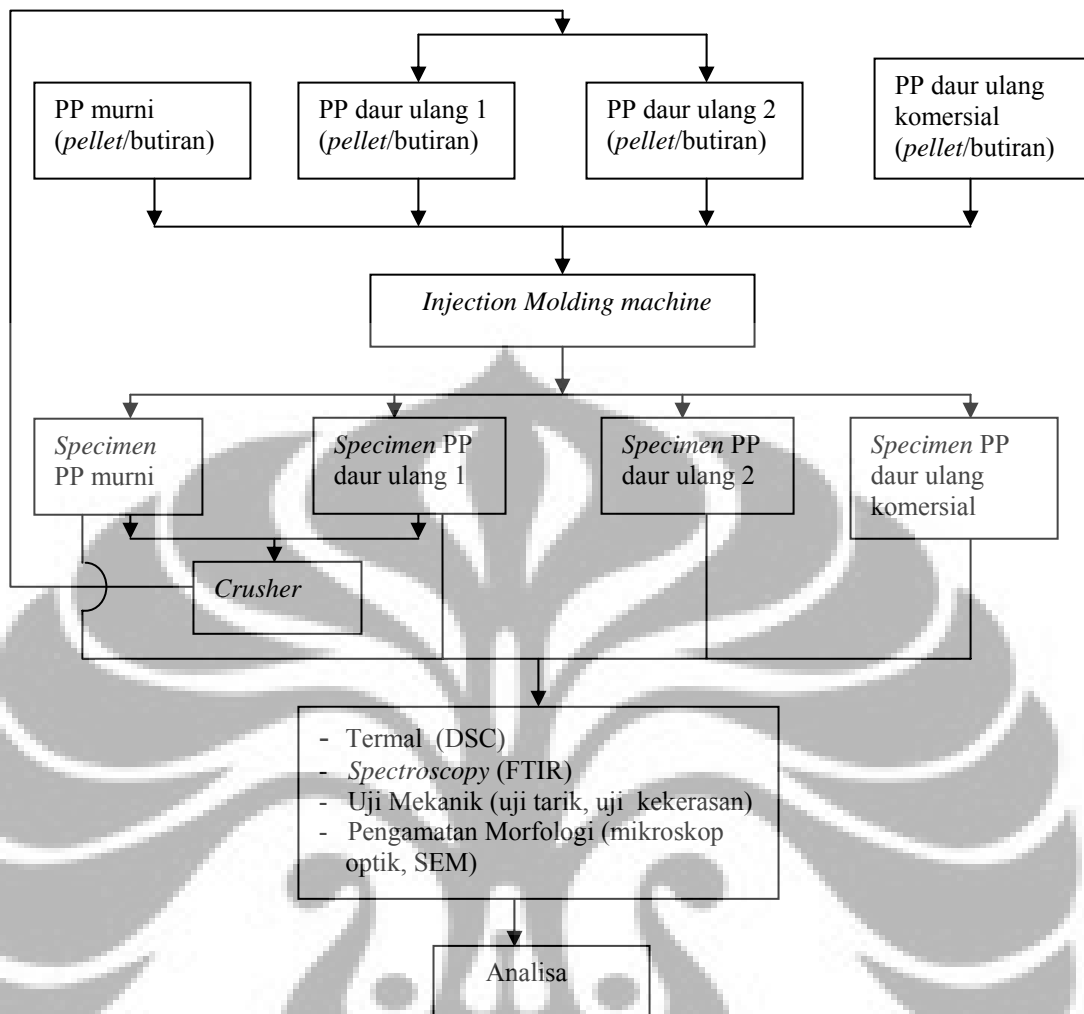 PP murni
(pellet/butiran)
PP daur ulang 1
(pellet/butiran)
PP daur ulang 2
(pellet/butiran)
PP daur ulang
komersial
(pellet/butiran)
Injection Molding machine
Specimen
PP murni
Specimen PP
daur ulang 1
Specimen PP
daur ulang 2
Specimen PP
daur ulang
komersial
Crusher
- Termal (DSC)
- Spectroscopy (FTIR)
- Uji Mekanik (uji tarik, uji kekerasan)
- Pengamatan Morfologi (mikroskop
optik, SEM)
Analisa